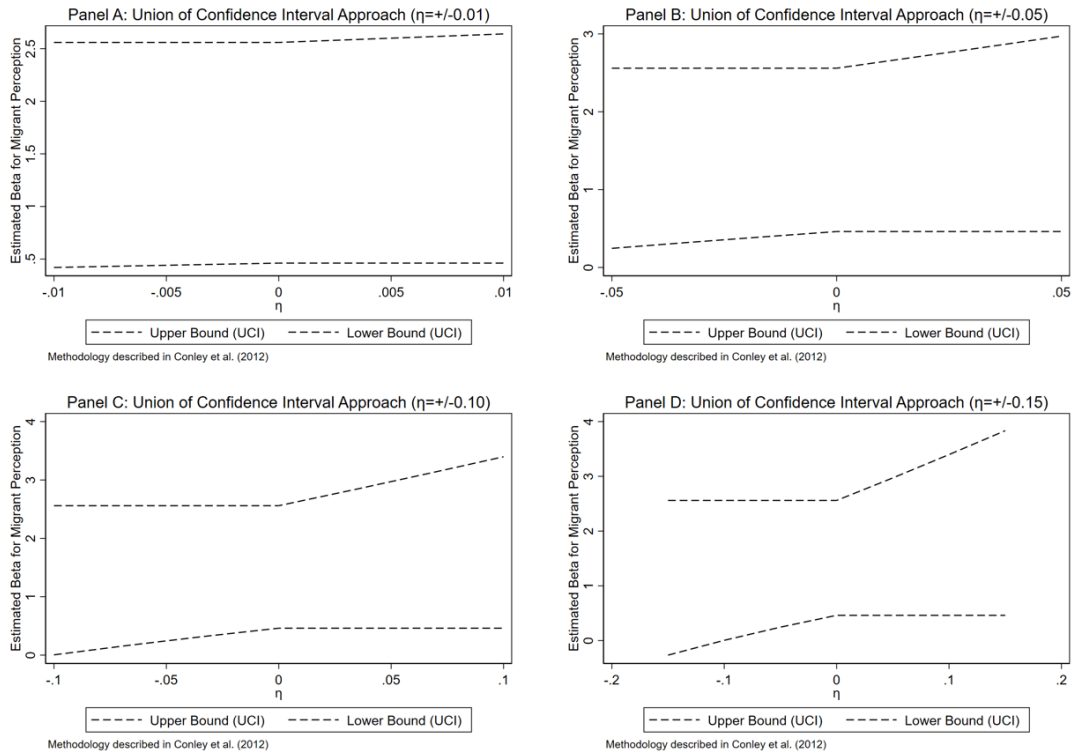 Panel A: Union of Confidence Interval Approach (η=+/-0.01)
Estimated Beta for Migrant Perception
2.5
2
1.5
1
.5
-.01 -.005 0 .005 .01
η
Upper Bound (UCI) Lower Bound (UCI)
Methodology described in Conley et al. (2012)
Panel B: Union of Confidence Interval Approach (η=+/-0.05)
Estimated Beta for Migrant Perception
3
2
1
0
-.05 0 .05
η
Upper Bound (UCI) Lower Bound (UCI)
Methodology described in Conley et al. (2012)
Panel C: Union of Confidence Interval Approach (η=+/-0.10)
Estimated Beta for Migrant Perception
4
3
2
1
0
-.1 -.05 0 .05 .1
η
Upper Bound (UCI) Lower Bound (UCI)
Methodology described in Conley et al. (2012)
Panel D: Union of Confidence Interval Approach (η=+/-0.15)
Estimated Beta for Migrant Perception
4
3
2
1
0
-.2 -.1 0 .1 .2
η
Upper Bound (UCI) Lower Bound (UCI)
Methodology described in Conley et al. (2012)